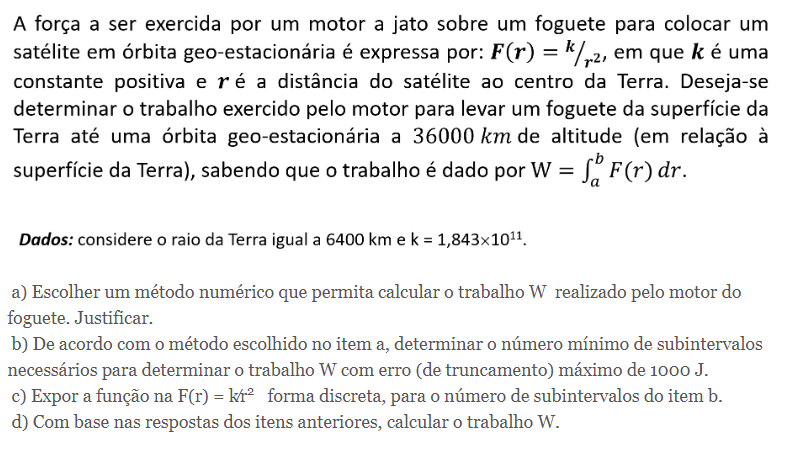 A força a ser exercida por um motor a jato sobre um foguete para colocar um
satélite em órbita geo-estacionária é expressa por: F(r) = k/r², em que k é uma
constante positiva e r é a distância do satélite ao centro da Terra. Deseja-se
determinar o trabalho exercido pelo motor para levar um foguete da superfície da
Terra até uma órbita geo-estacionária a 36000 km de altitude (em relação à
superfície da Terra), sabendo que o trabalho é dado por W = ∫ₐᵇ F(r) dr.
Dados: considere o raio da Terra igual a 6400 km e k = 1,843×10¹¹.
a) Escolher um método numérico que permita calcular o trabalho W realizado pelo motor do
foguete. Justificar.
b) De acordo com o método escolhido no item a, determinar o número mínimo de subintervalos
necessários para determinar o trabalho W com erro (de truncamento) máximo de 1000 J.
c) Expor a função na F(r) = k/r² forma discreta, para o número de subintervalos do item b.
d) Com base nas respostas dos itens anteriores, calcular o trabalho W.